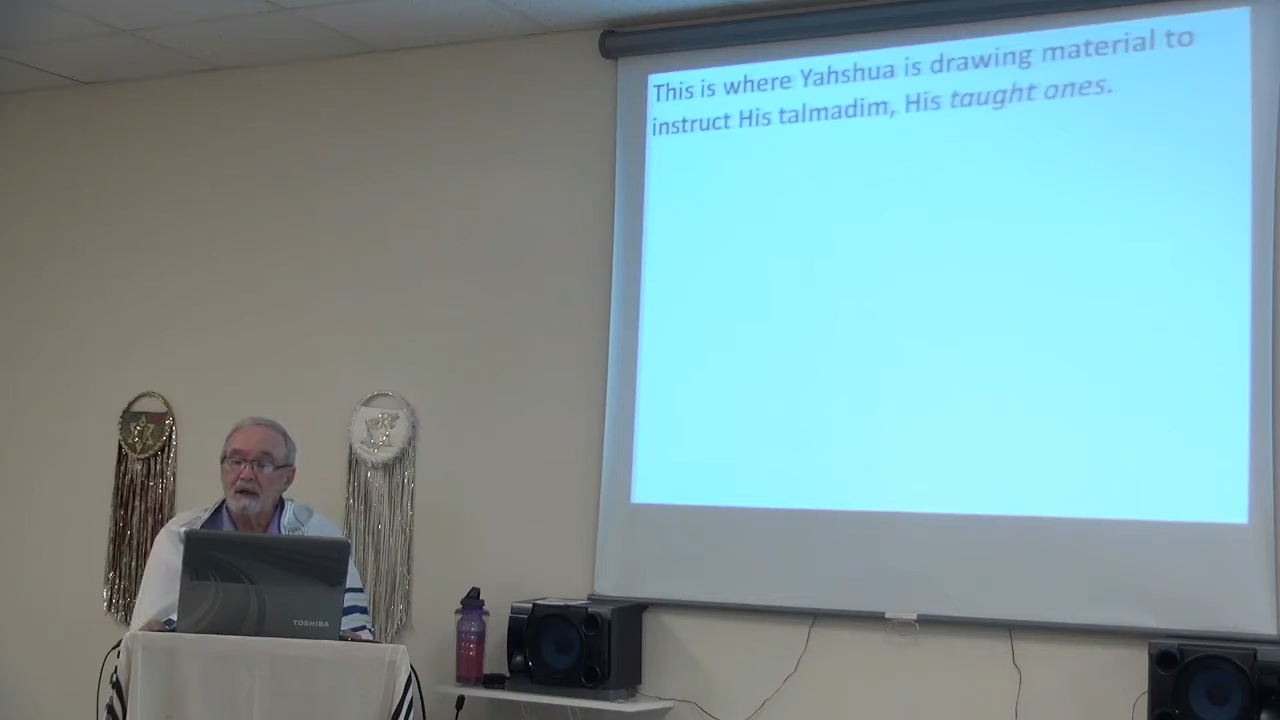 This is where Yahshua is drawing material to
instruct His talmadim, His taught ones.
TOSHIBA